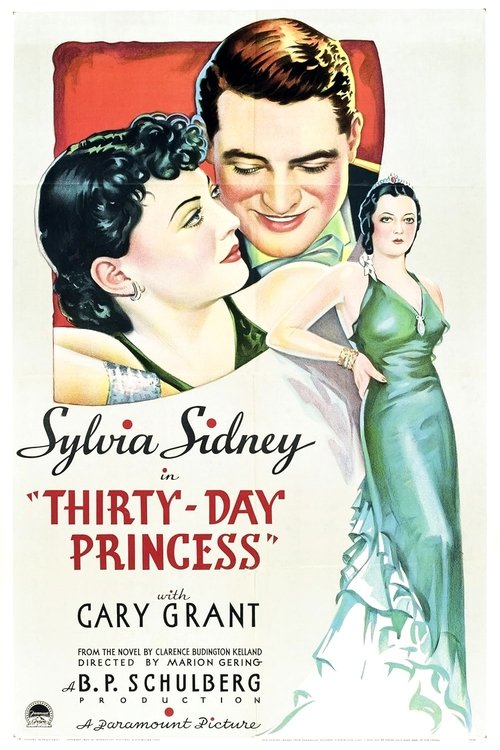 Sylvia Sidney
in
"THIRTY-DAY
PRINCESS"
with
CARY GRANT
FROM THE NOVEL BY CLARENCE BUDINGTON KELLAND
DIRECTED BY MARION GERING
A B.P. SCHULBERG
PRODUCTION
A Paramount Picture